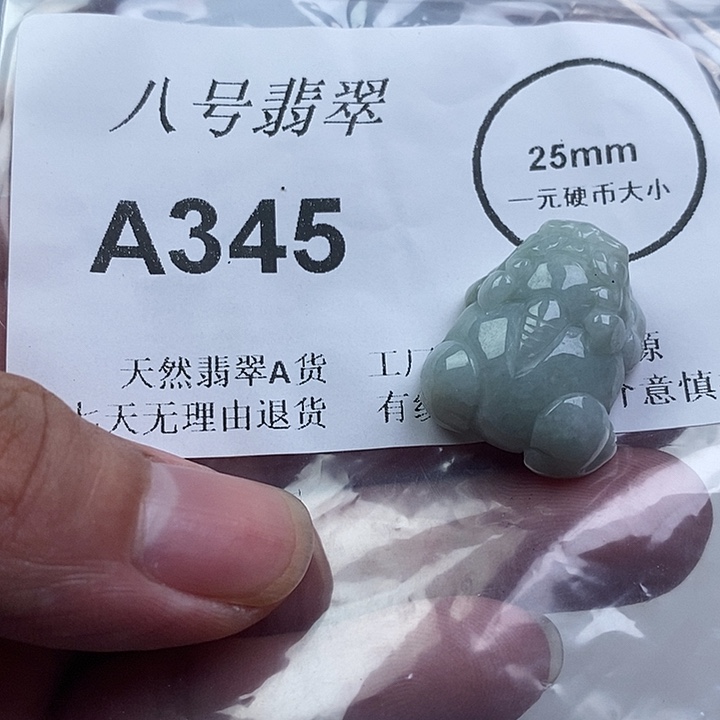 八号翡翠
25mm
一元硬币大小
A345
天然翡翠A货 工厂 源
天无理由退货 有 介意慎